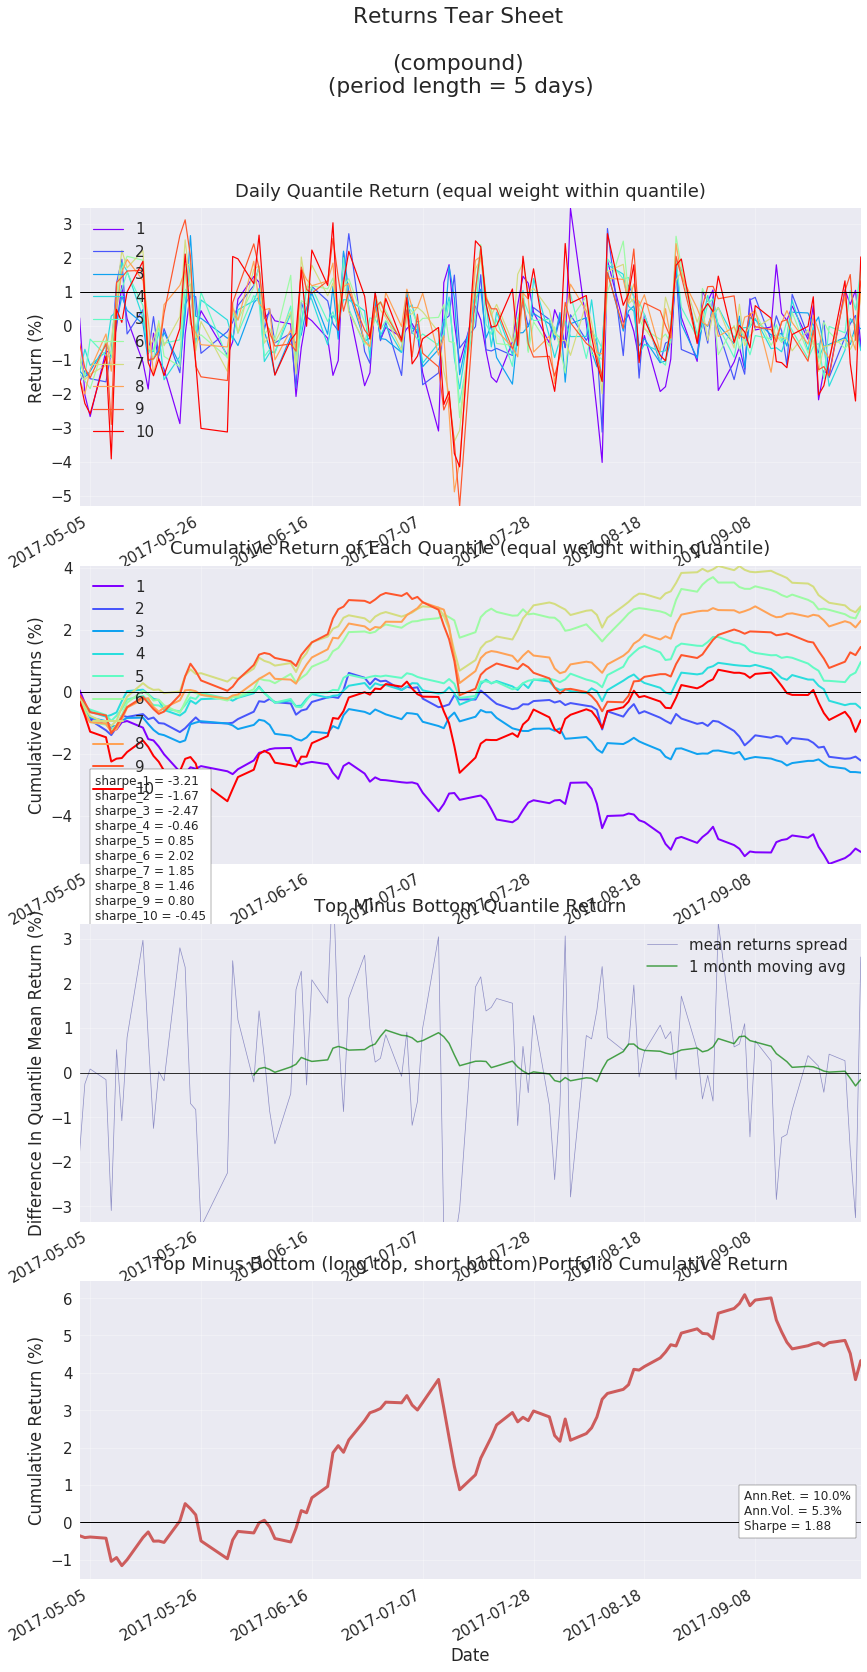 Returns Tear Sheet
(compound)
(period length = 5 days)
Daily Quantile Return (equal weight within quantile)
Return (%)
3
2
1
0
−1
−2
−3
−4
−5
1
2
3
4
5
6
7
8
9
10
2017-05-05
2017-05-26
2017-06-16
2017-07-07
2017-07-28
2017-08-18
2017-09-08
Cumulative Return of Each Quantile (equal weight within quantile)
Cumulative Returns (%)
4
2
0
−2
−4
1
2
3
4
5
6
7
8
9
10
sharpe_1 = -3.21
sharpe_2 = -1.67
sharpe_3 = -2.47
sharpe_4 = -0.46
sharpe_5 = 0.85
sharpe_6 = 2.02
sharpe_7 = 1.85
sharpe_8 = 1.46
sharpe_9 = 0.80
sharpe_10 = -0.45
2017-05-05
2017-06-16
2017-07-07
2017-07-28
2017-08-18
2017-09-08
Top Minus Bottom Quantile Return
Difference In Quantile Mean Return (%)
3
2
1
0
−1
−2
−3
mean returns spread
1 month moving avg
2017-05-05
2017-05-26
2017-06-16
2017-07-07
2017-07-28
2017-08-18
2017-09-08
Top Minus Bottom (long top, short bottom)Portfolio Cumulative Return
Cumulative Return (%)
6
5
4
3
2
1
0
−1
Ann.Ret. = 10.0%
Ann.Vol. = 5.3%
Sharpe = 1.88
2017-05-05
2017-05-26
2017-06-16
2017-07-07
2017-07-28
2017-08-18
2017-09-08
Date